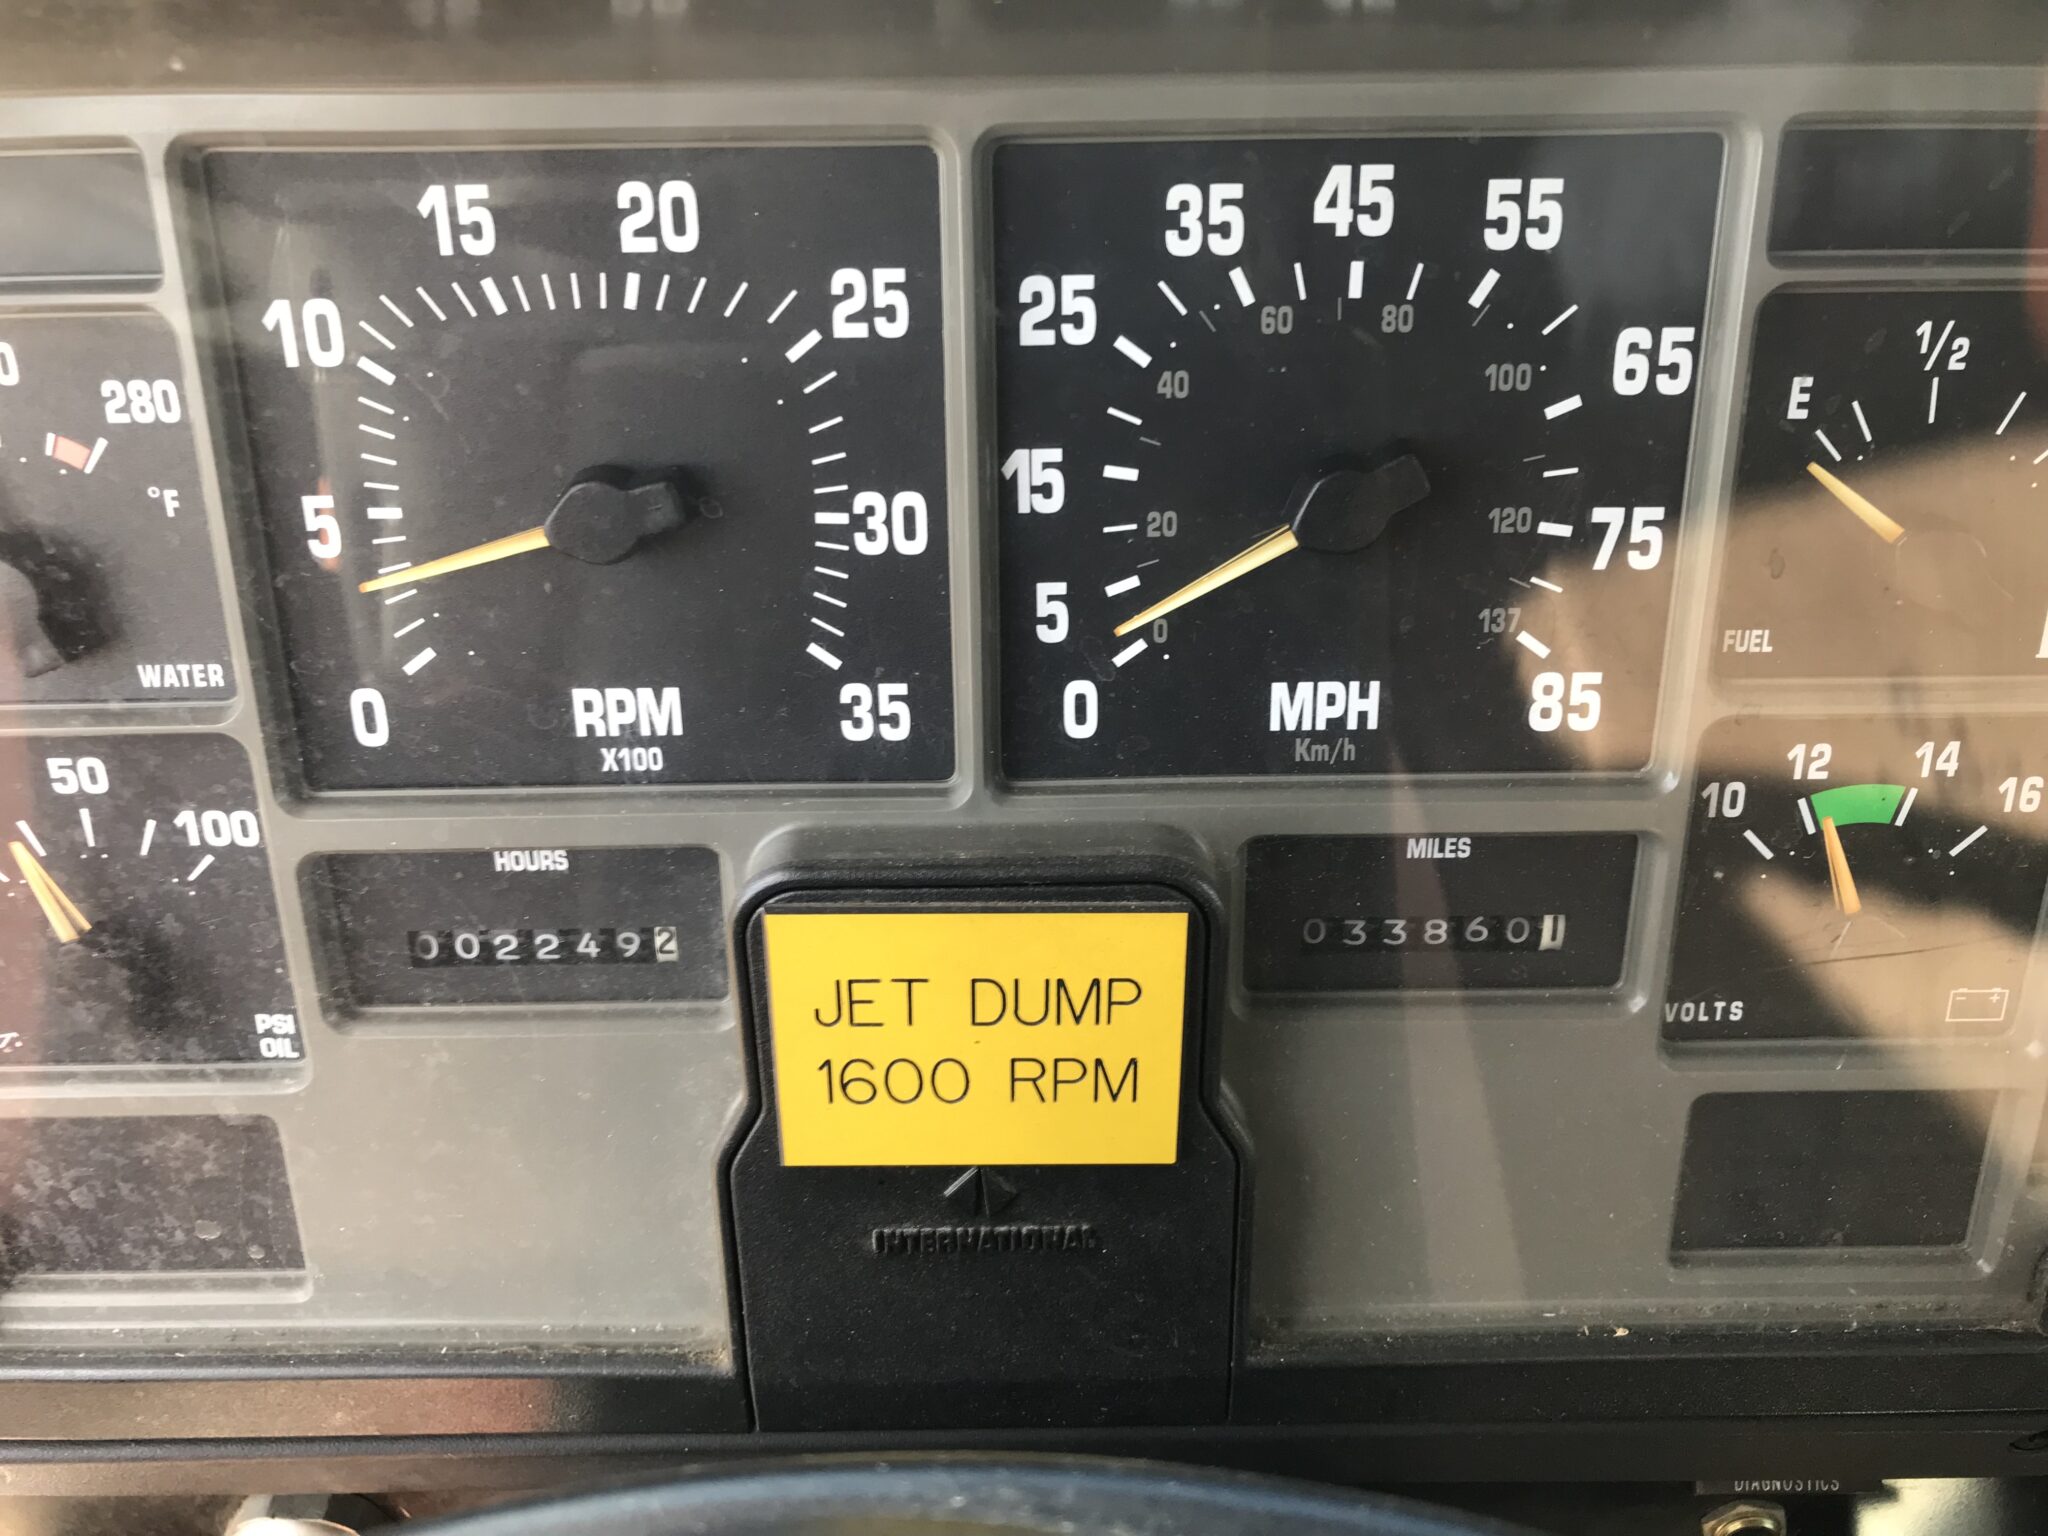 15 20
10 25
5 30
0 35
RPM
X100
35 45 55
25 65
15 75
5
0 85
60 80
40 100
20 120
0 137
MPH
Km/h
280
°F
WATER
50
100
PSI
OIL
E 1/2
FUEL
12 14
10 16
VOLTS
HOURS
0022492
MILES
033860
JET DUMP
1600 RPM
INTERNATIONAL
DIAGNOSTICS